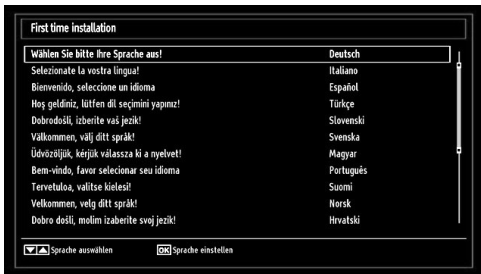 First time installation
Wählen Sie bitte Ihre Sprache aus! Deutsch
Selezionate la vostra lingua! Italiano
Bienvenido, seleccione un idioma Español
Hoş geldiniz, lütfen dil seçimini yapınız! Türkçe
Dobrodošli, izberite vaš jezik! Slovenski
Välkommen, välj ditt språk! Svenska
Üdvözöljük, kérjük válassza ki a nyelvet! Magyar
Bem-vindo, favor selecionar seu idioma Português
Tervetuloa, valitse kielesi! Suomi
Velkommen, velg ditt språk! Norsk
Dobro došli, molim izaberite svoj jezik! Hrvatski
Sprache auswählen OK Sprache einstellen